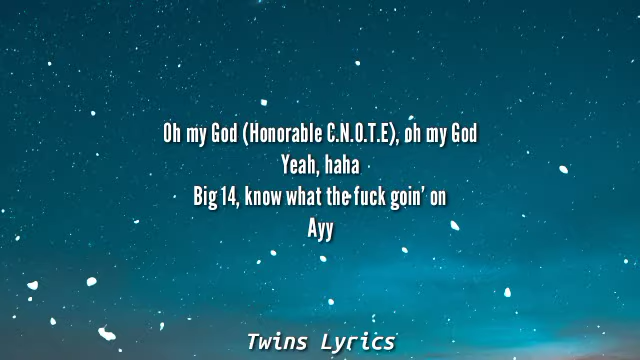 Oh my God (Honorable C.N.O.T.E), oh my God
Yeah, haha
Big 14, know what the fuck goin' on
Ayy
Twins Lyrics